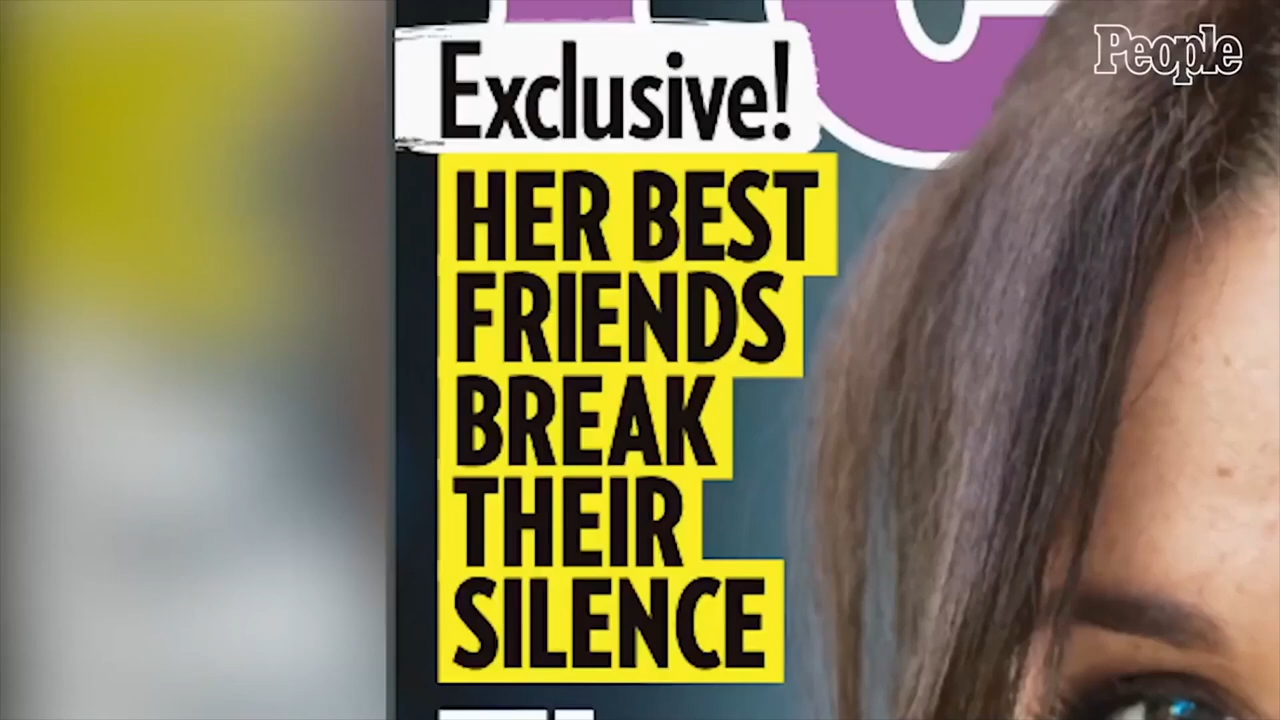 People
Exclusive!
HER BEST
FRIENDS
BREAK
THEIR
SILENCE